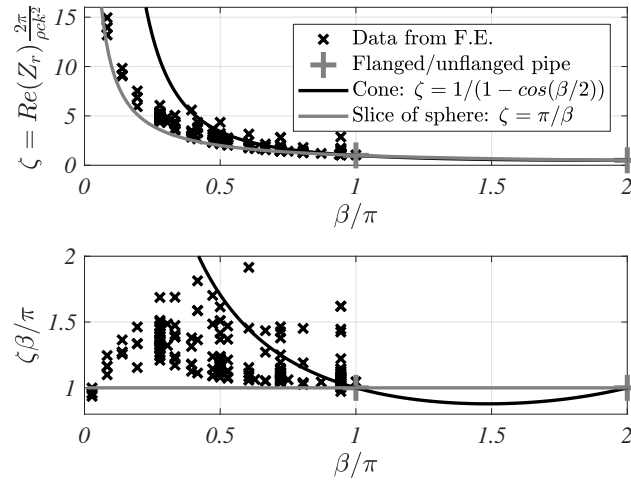 ζ = Re(Z_r) 2π/ρck²
15
10
5
0
0
0.5
1
1.5
2
β/π
Data from F.E.
Flanged/unflanged pipe
Cone: ζ = 1/(1 − cos(β/2))
Slice of sphere: ζ = π/β
ζβ/π
2
1.5
1
0
0.5
1
1.5
2
β/π